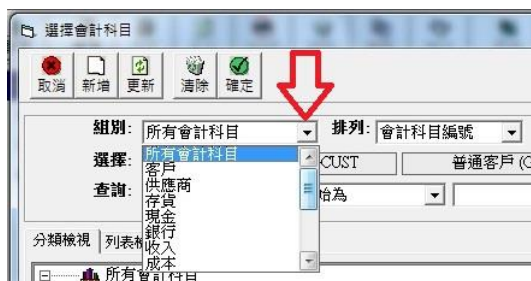 選擇會計科目
取消 新增 更新 清除 確定
組別: 所有會計科目 排列: 會計科目編號
選擇: 所有會計科目 CUST 普通客戶 (G
客戶
查詢: 供應商 始為
存貨
現金
銀行
分類檢視 列表檢 收入
成本
所有會計科目